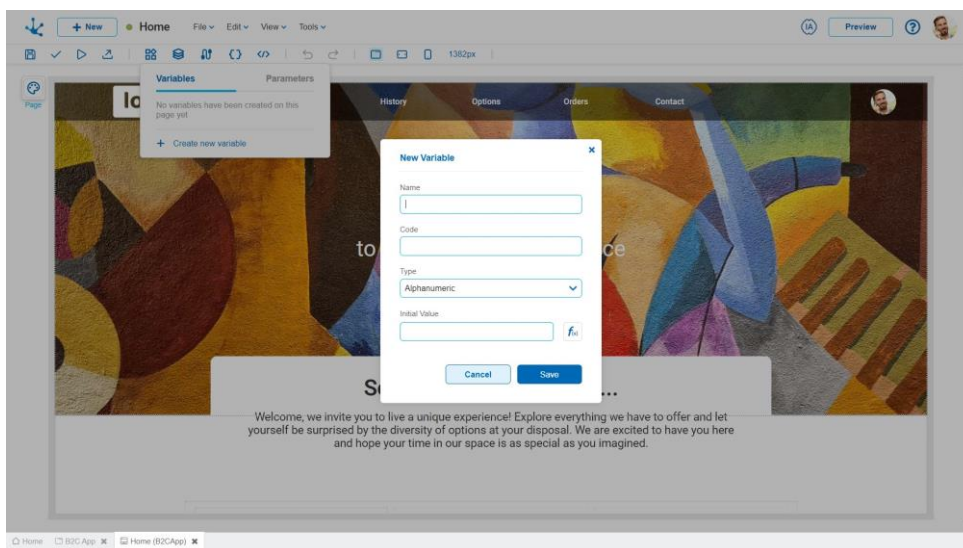 + New
Home
File
Edit
View
Tools
IA
Preview
?
1382px
Page
Variables
Parameters
No variables have been created on this
page yet
+ Create new variable
lo
History
Options
Orders
Contact
New Variable
Name
Code
Type
Alphanumeric
Initial Value
f(x)
Cancel
Save
to
ce
...
Welcome, we invite you to live a unique experience! Explore everything we have to offer and let
yourself be surprised by the diversity of options at your disposal. We are excited to have you here
and hope your time in our space is as special as you imagined.
Home
B2C App
Home (B2CApp)